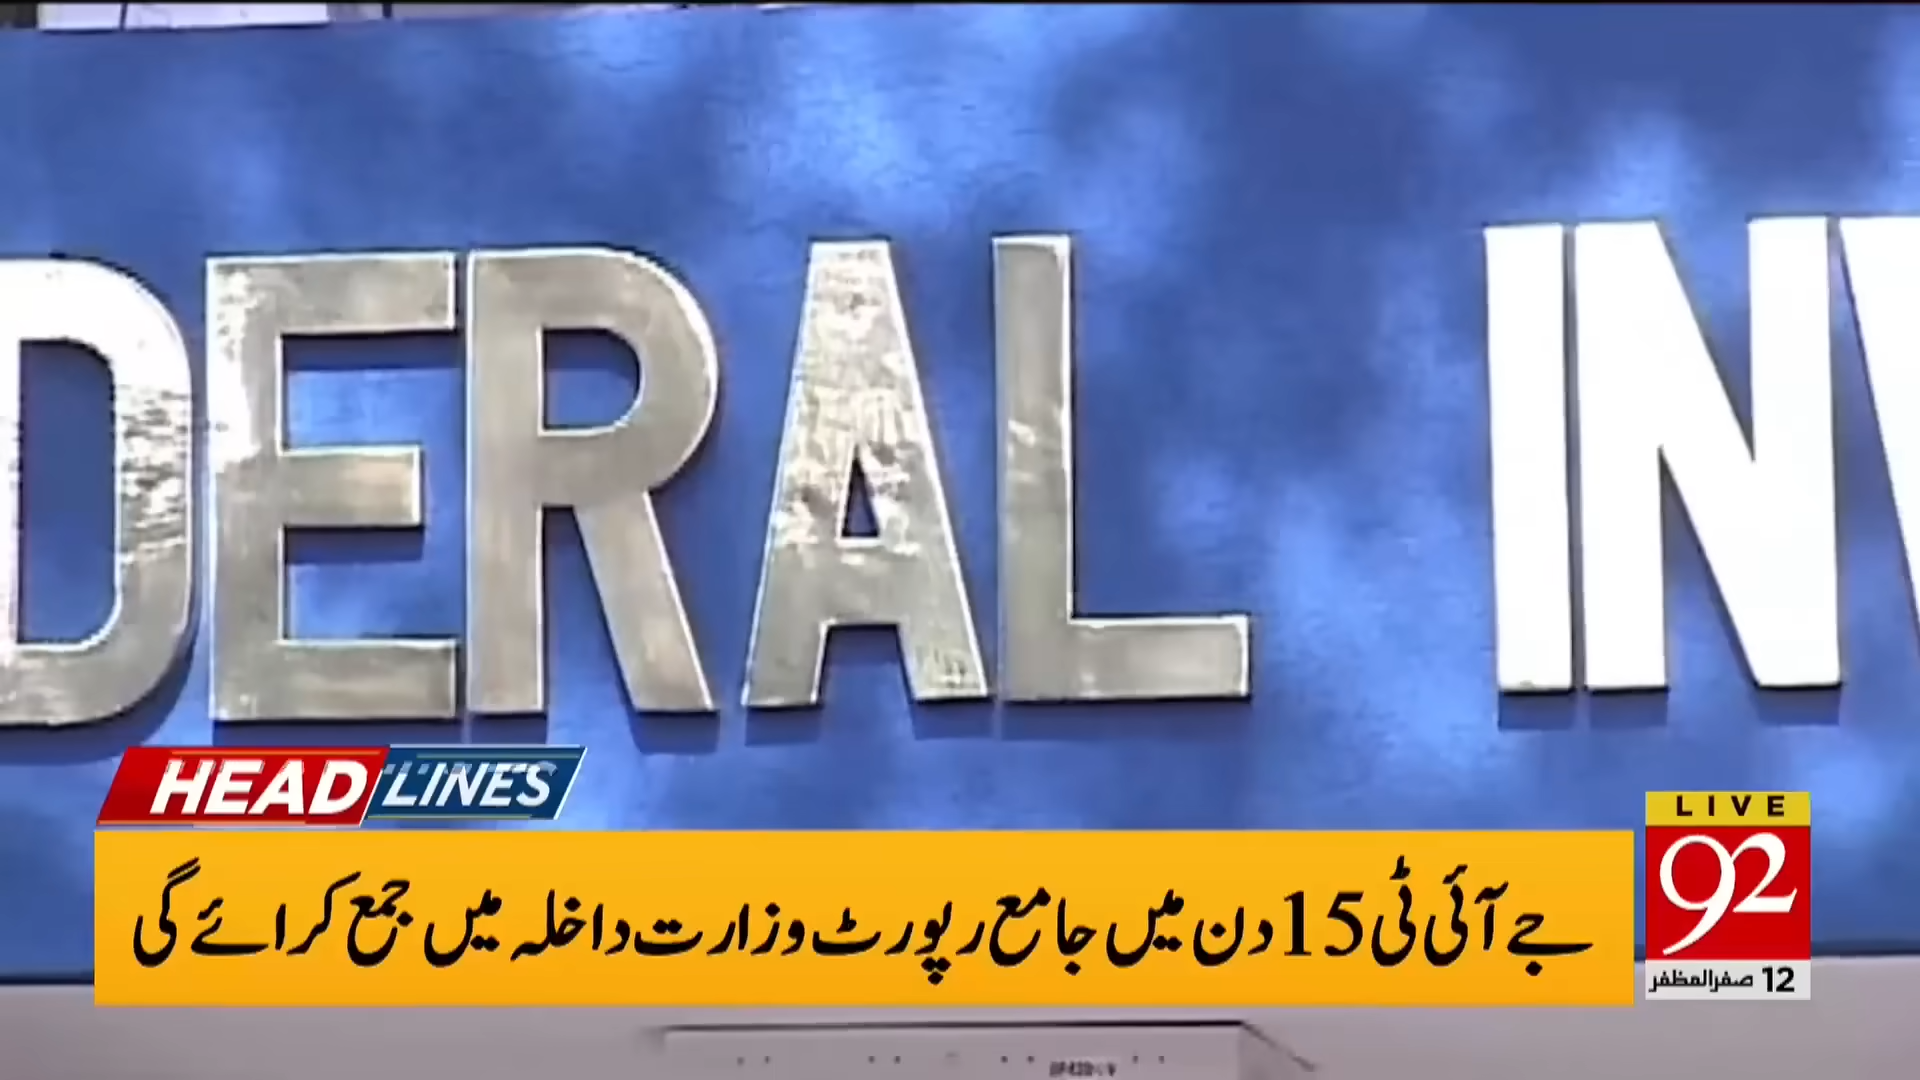 DERAL INV
HEADLINES
جے آئی ٹی 15 دن میں جامع رپورٹ وزارت داخلہ میں جمع کرائے گی
LIVE
92
12 صفرالمظفر